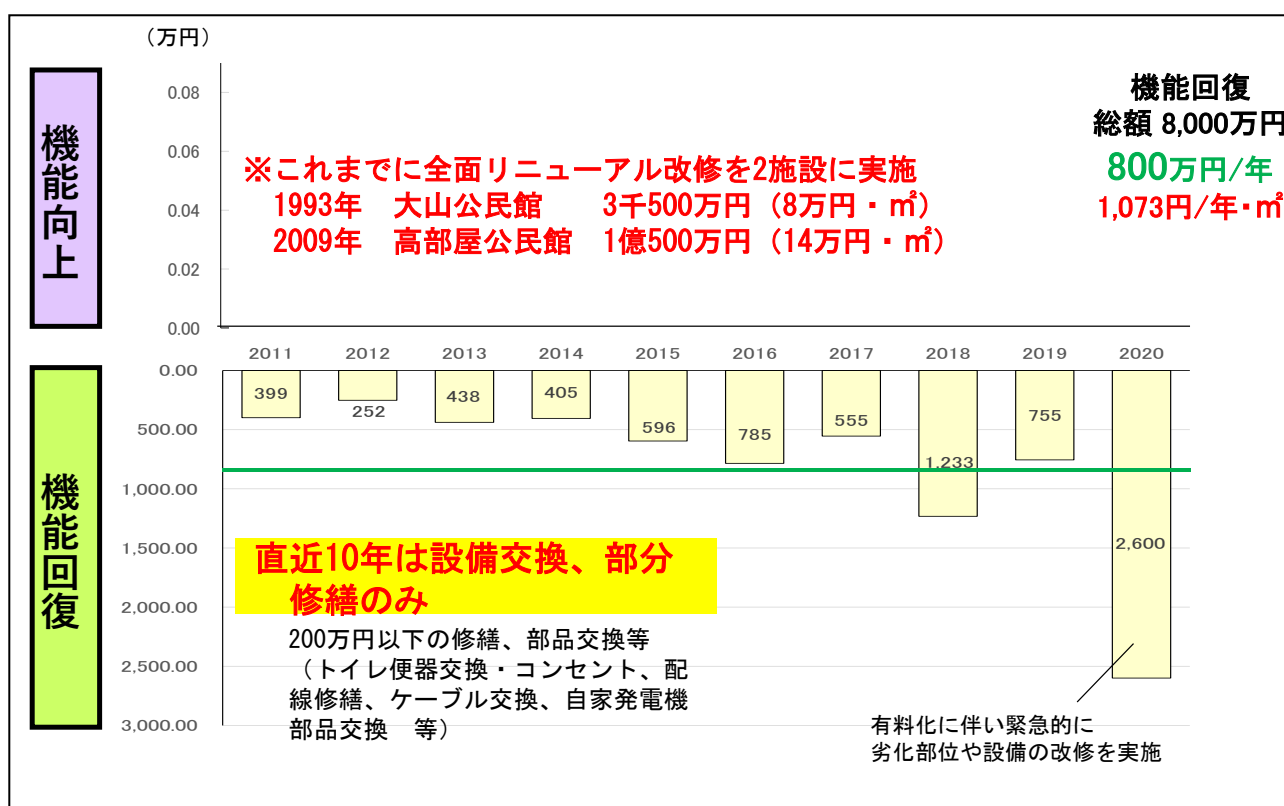 （万円）
機能向上
0.08
0.06
0.04
0.02
0.00
※これまでに全面リニューアル改修を2施設に実施
1993年　大山公民館　　3千500万円（8万円・㎡）
2009年　高部屋公民館　1億500万円（14万円・㎡）
機能回復
総額 8,000万円
800万円/年
1,073円/年・㎡
2011 2012 2013 2014 2015 2016 2017 2018 2019 2020
機能回復
0.00
500.00
1,000.00
1,500.00
2,000.00
2,500.00
3,000.00
399 252 438 405 596 785 555 1,233 755 2,600
直近10年は設備交換、部分
修繕のみ
200万円以下の修繕、部品交換等
（トイレ便器交換・コンセント、配
線修繕、ケーブル交換、自家発電機
部品交換　等）
有料化に伴い緊急的に
劣化部位や設備の改修を実施